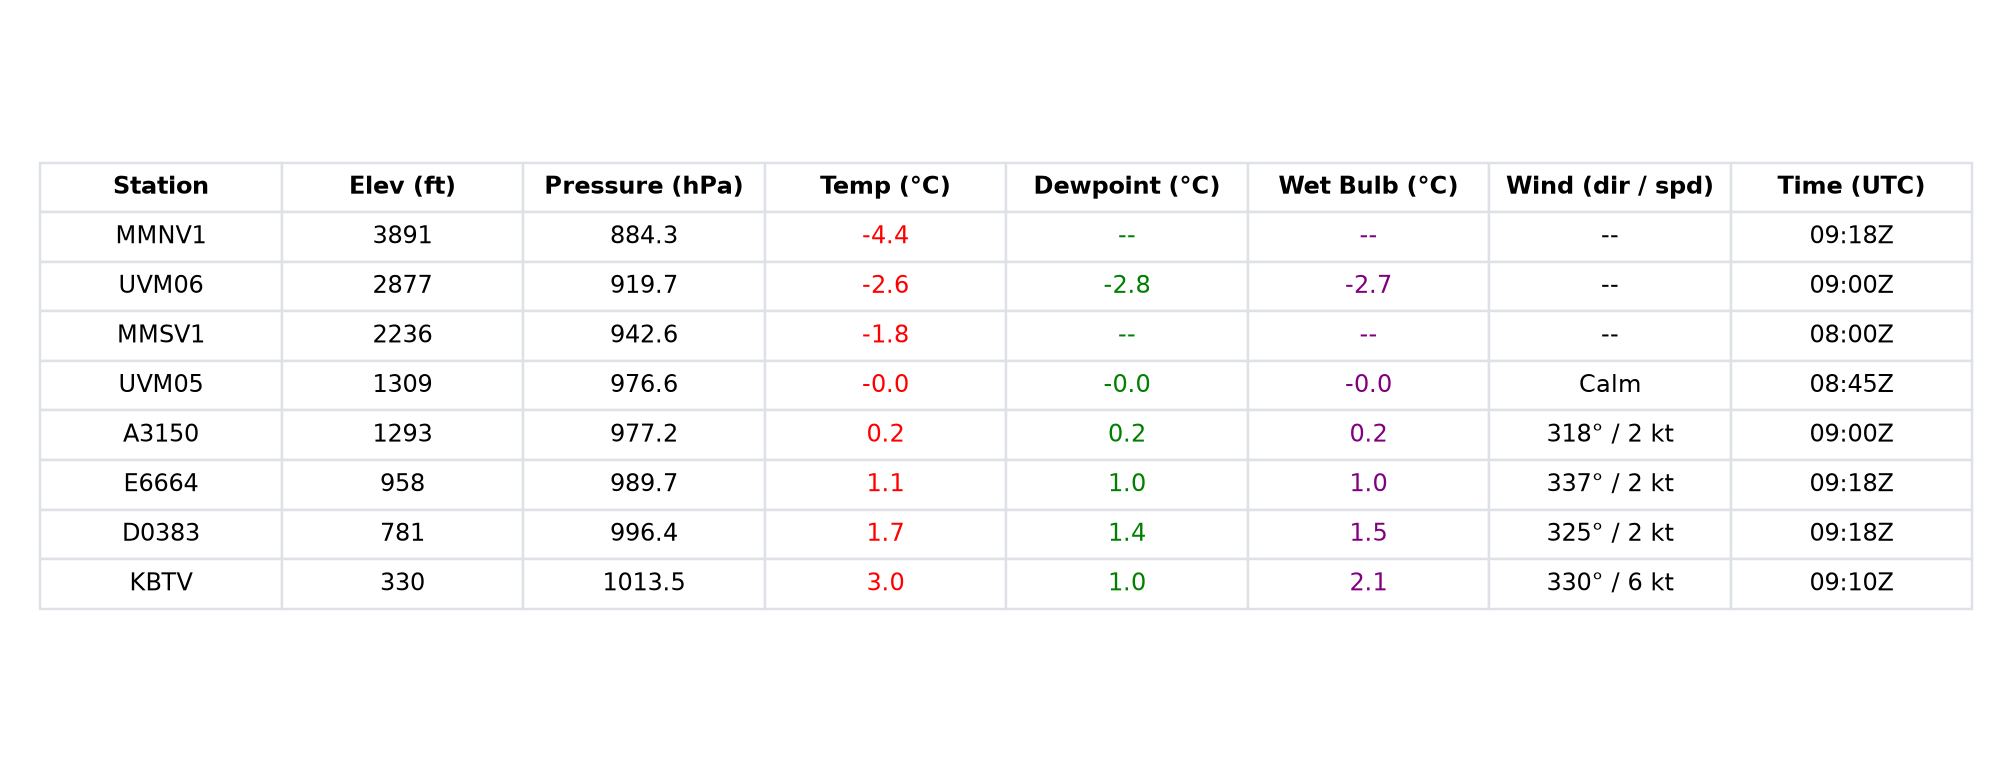 Station Elev (ft) Pressure (hPa) Temp (°C) Dewpoint (°C) Wet Bulb (°C) Wind (dir / spd) Time (UTC)
MMNV1 3891 884.3 -4.4 -- -- -- 09:18Z
UVM06 2877 919.7 -2.6 -2.8 -2.7 -- 09:00Z
MMSV1 2236 942.6 -1.8 -- -- -- 08:00Z
UVM05 1309 976.6 -0.0 -0.0 -0.0 Calm 08:45Z
A3150 1293 977.2 0.2 0.2 0.2 318° / 2 kt 09:00Z
E6664 958 989.7 1.1 1.0 1.0 337° / 2 kt 09:18Z
D0383 781 996.4 1.7 1.4 1.5 325° / 2 kt 09:18Z
KBTV 330 1013.5 3.0 1.0 2.1 330° / 6 kt 09:10Z